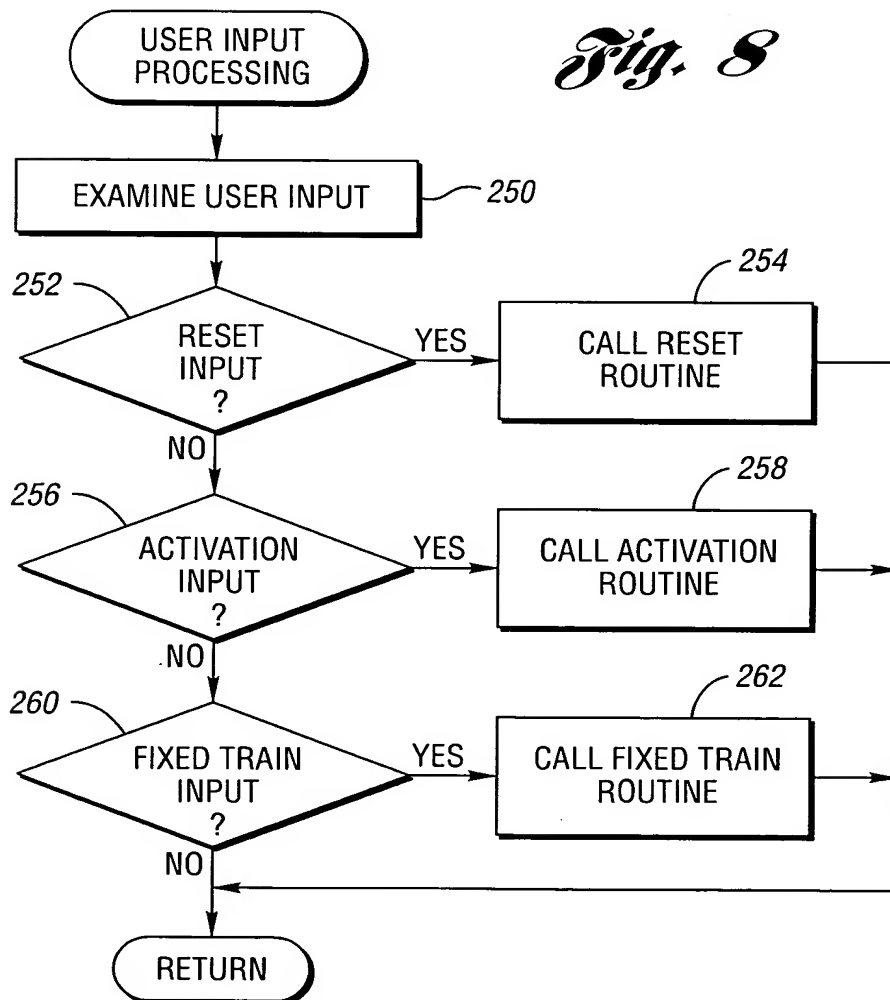 USER INPUT
PROCESSING
Fig. 8
EXAMINE USER INPUT
250
252
RESET
INPUT
?
YES
NO
254
CALL RESET
ROUTINE
256
ACTIVATION
INPUT
?
YES
NO
258
CALL ACTIVATION
ROUTINE
260
FIXED TRAIN
INPUT
?
YES
NO
262
CALL FIXED TRAIN
ROUTINE
RETURN